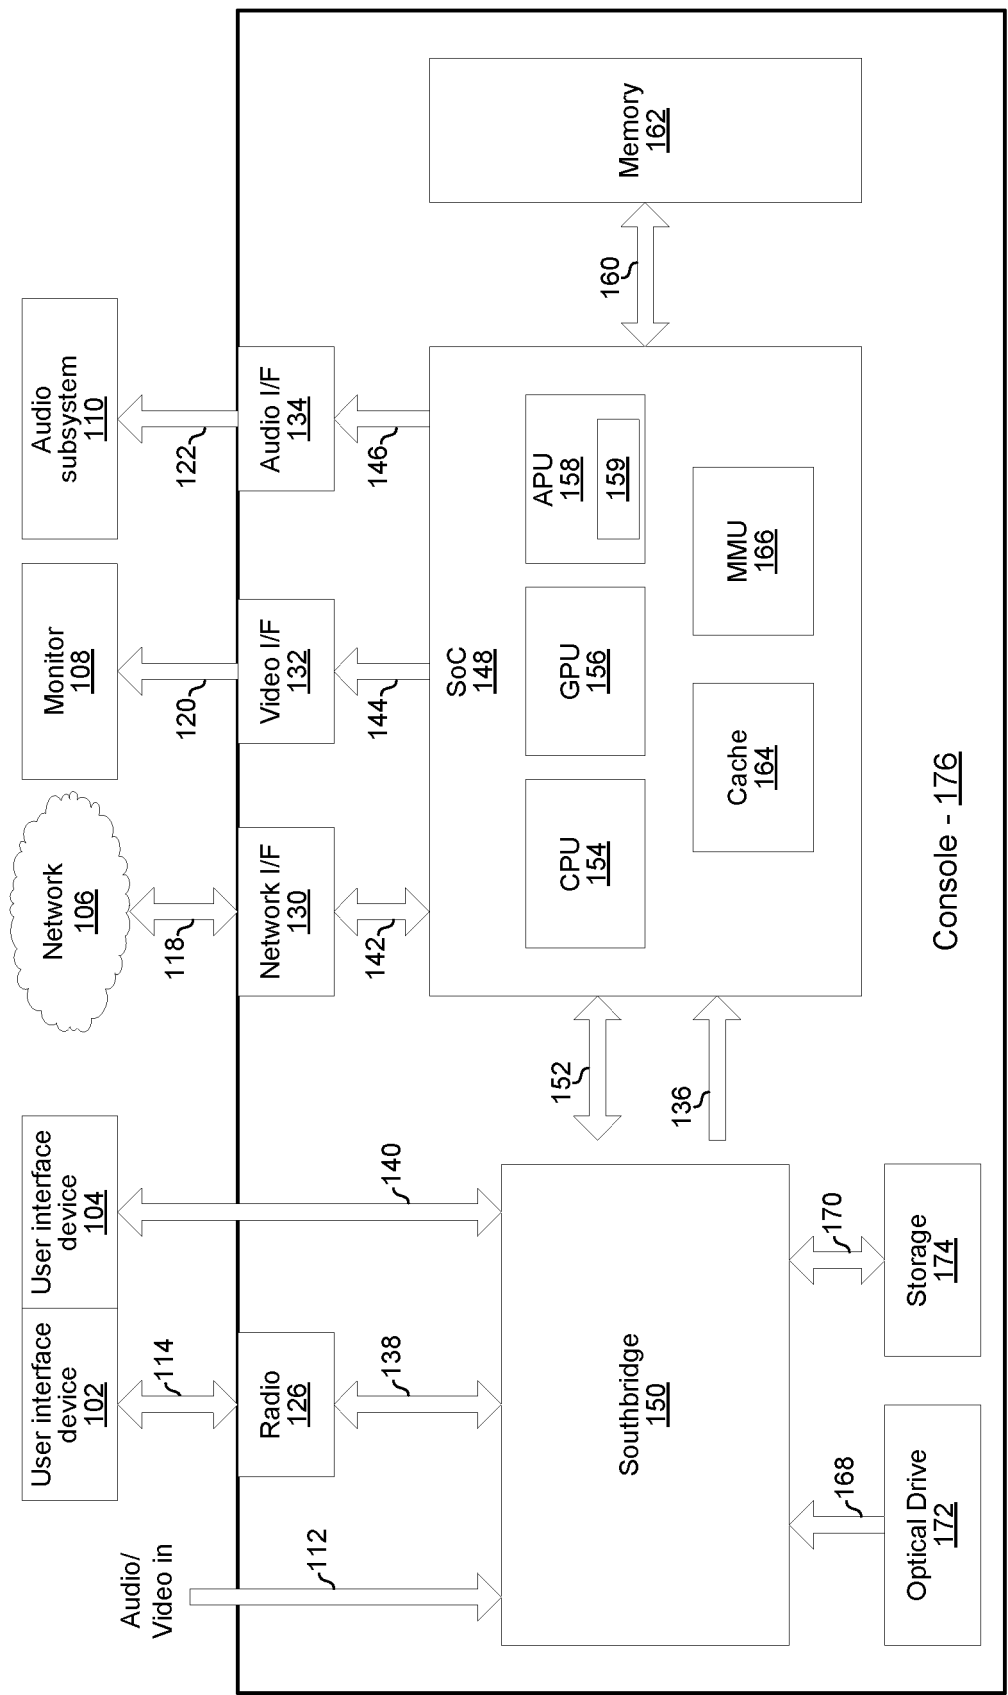 Audio/
Video in
112
User interface
device
102
114
User interface
device
104
140
Network
106
118
Monitor
108
120
Audio
subsystem
110
122
Radio
126
138
Network I/F
130
142
Video I/F
132
144
Audio I/F
134
146
Southbridge
150
152
136
SoC
148
CPU
154
GPU
156
APU
158
159
Cache
164
MMU
166
160
Memory
162
168
Optical Drive
172
170
Storage
174
Console - 176